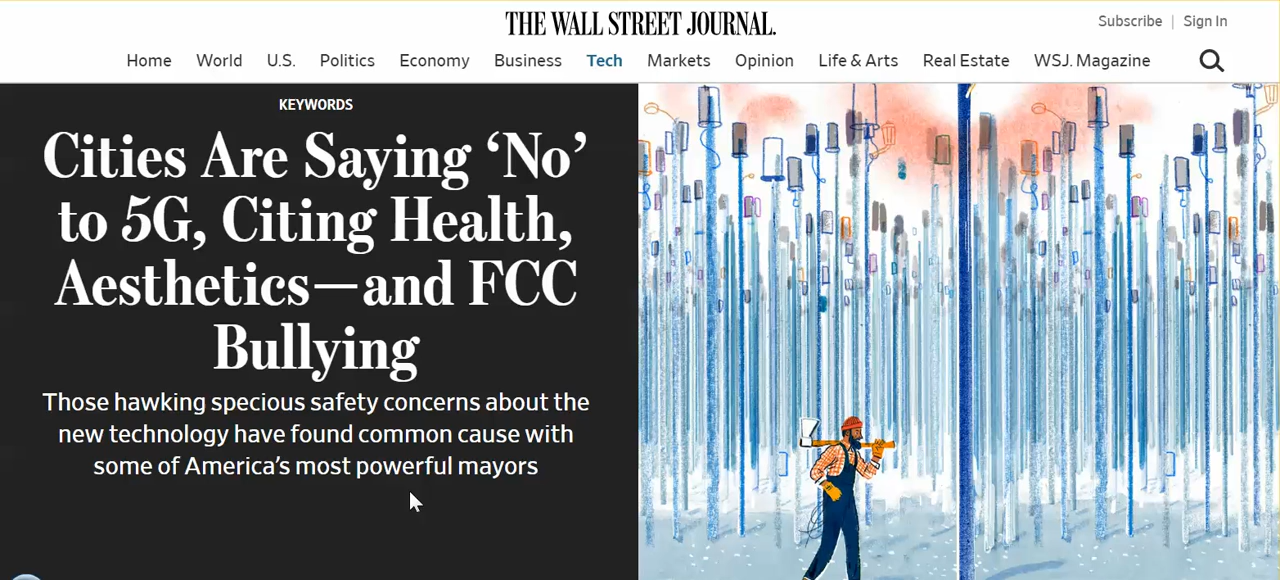 THE WALL STREET JOURNAL.
Subscribe | Sign In
Home World U.S. Politics Economy Business Tech Markets Opinion Life & Arts Real Estate WSJ. Magazine
KEYWORDS
Cities Are Saying ‘No’
to 5G, Citing Health,
Aesthetics—and FCC
Bullying
Those hawking specious safety concerns about the
new technology have found common cause with
some of America’s most powerful mayors